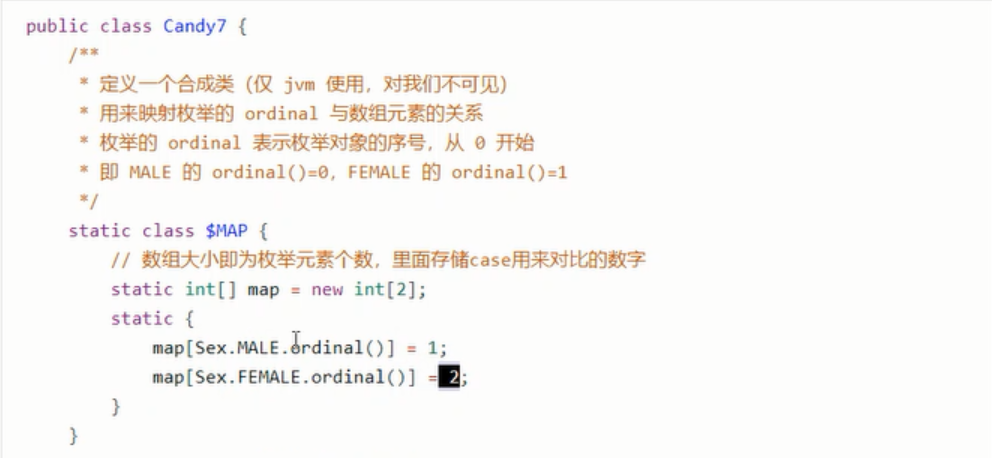 public class Candy7 {
/**
* 定义一个合成类（仅 jvm 使用，对我们不可见）
* 用来映射枚举的 ordinal 与数组元素的关系
* 枚举的 ordinal 表示枚举对象的序号，从 0 开始
* 即 MALE 的 ordinal()=0，FEMALE 的 ordinal()=1
*/
static class $MAP {
// 数组大小即为枚举元素个数，里面存储case用来对比的数字
static int[] map = new int[2];
static {
map[Sex.MALE.ordinal()] = 1;
map[Sex.FEMALE.ordinal()] = 2;
}
}